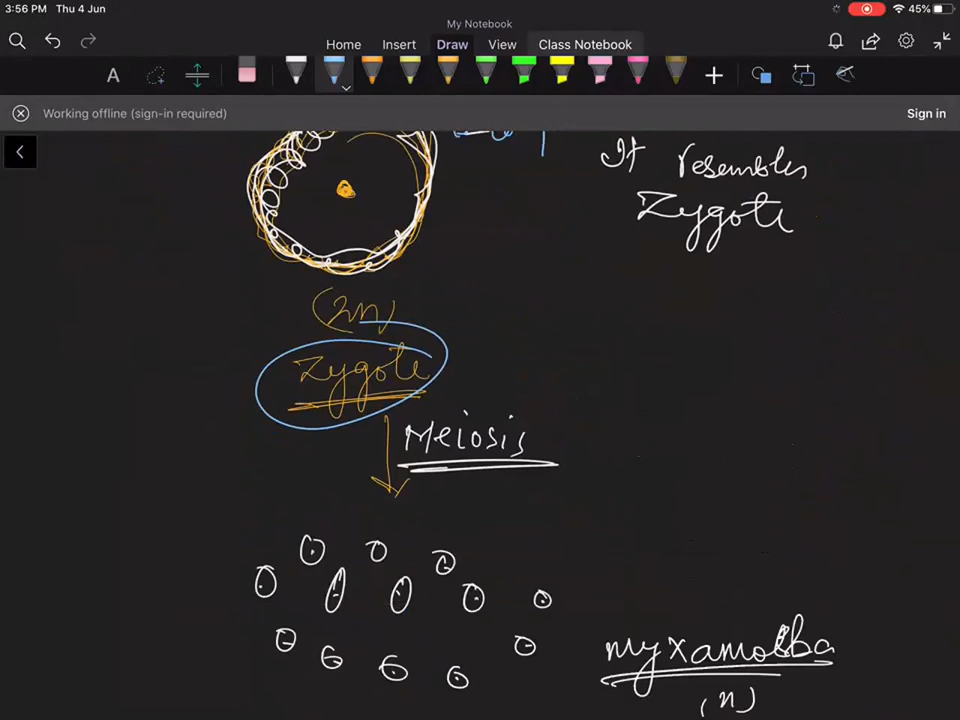 3:56 PM Thu 4 Jun
45%
My Notebook
Home Insert Draw View Class Notebook
A
Working offline (sign-in required) Sign in
It resembles
Zygote
(2n)
Zygote
Meiosis
myxamoeba
(n)